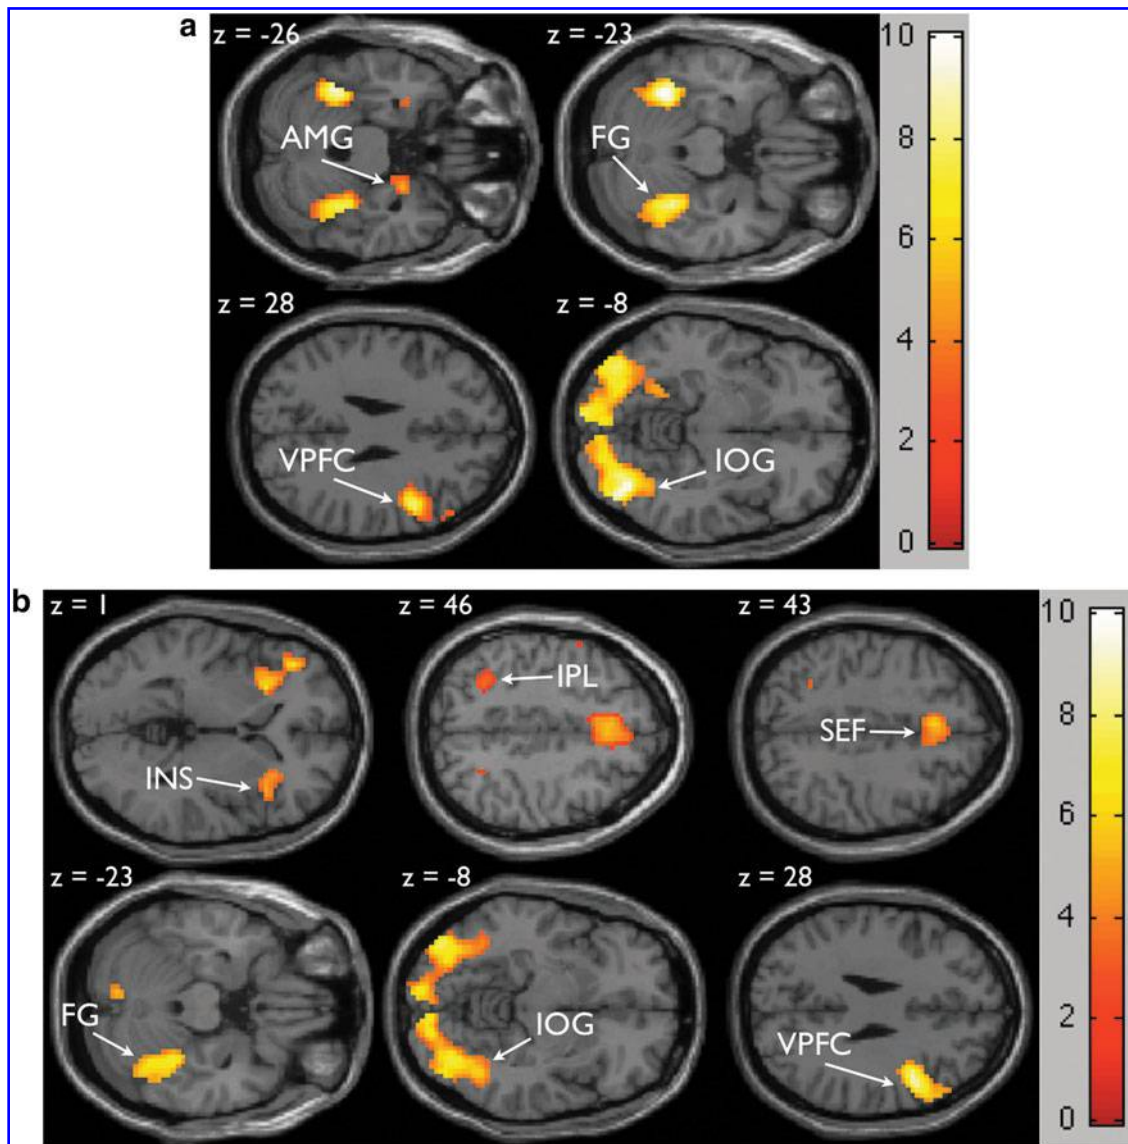 a
z = -26
z = -23
10
AMG
FG
8
6
z = 28
z = -8
4
VPFC
IOG
2
0
b
z = 1
z = 46
z = 43
10
IPL
SEF
INS
8
6
z = -23
z = -8
z = 28
4
FG
IOG
VPFC
2
0